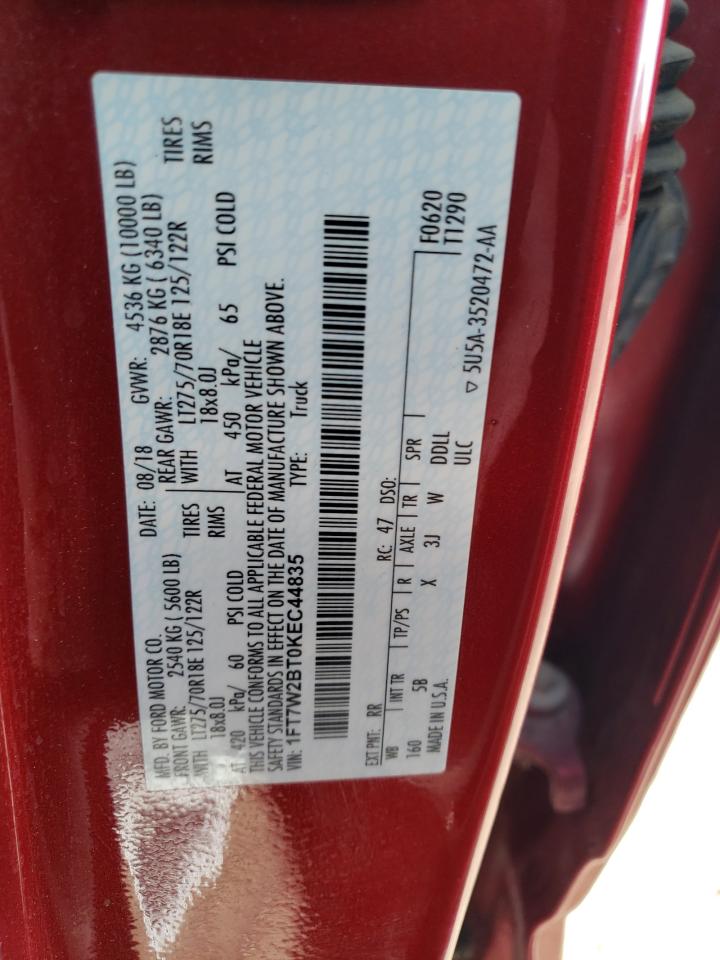 MFD. BY FORD MOTOR CO. DATE: 08/18 GVWR: 4536 KG (10000 LB)
FRONT GAWR: 2540 KG ( 5600 LB) REAR GAWR: 2876 KG ( 6340 LB)
WITH LT275/70R18E 125/122R TIRES WITH LT275/70R18E 125/122R TIRES
18x8.0J RIMS 18x8.0J RIMS
AT 420 kPa/ 60 PSI COLD AT 450 kPa/ 65 PSI COLD
THIS VEHICLE CONFORMS TO ALL APPLICABLE FEDERAL MOTOR VEHICLE
SAFETY STANDARDS IN EFFECT ON THE DATE OF MANUFACTURE SHOWN ABOVE.
VIN: 1FT7W2BT0KEC44835 TYPE: Truck
EXT PNT: RR RC: 47 DSO: F0620
WB INT TR TP/PS R AXLE TR SPR T1290
160 5B X 3J W DDLL
MADE IN U.S.A. ULC
▽ 5U5A-3520472-AA